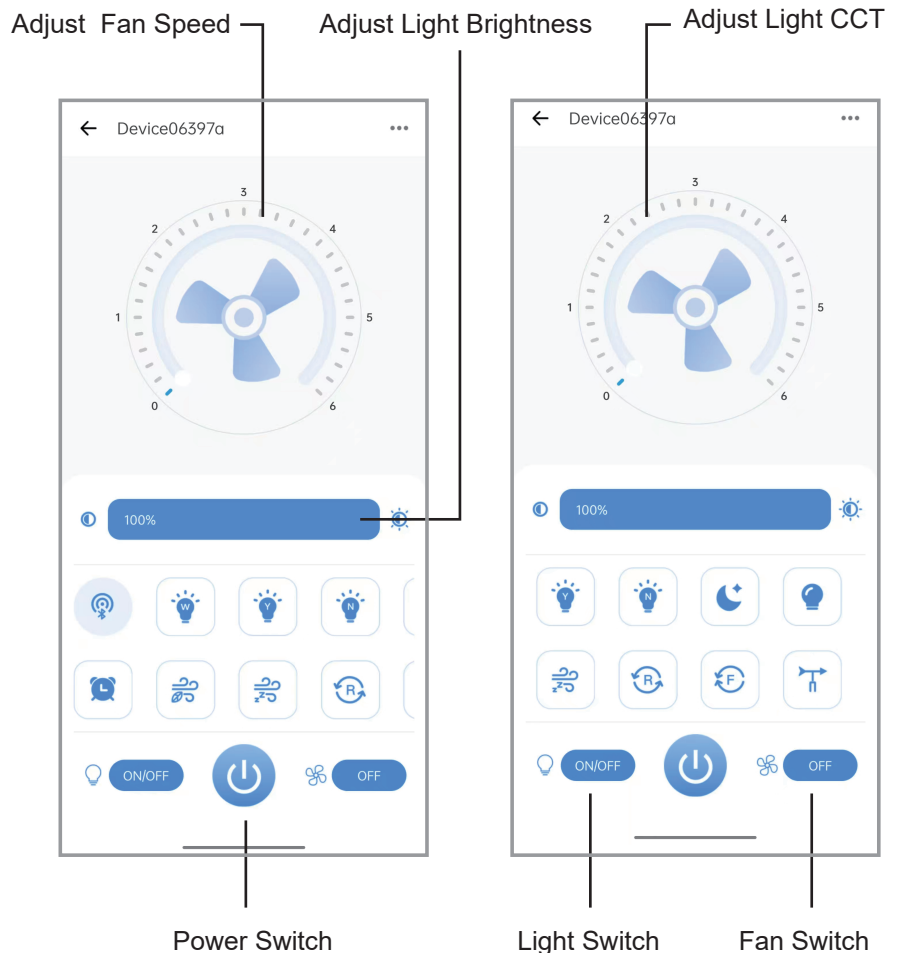 Adjust Fan Speed
Adjust Light Brightness
Adjust Light CCT
Device06397a
3
2
4
1
5
0
6
100%
W
Y
N
R
ON/OFF
OFF
Power Switch
Device06397a
3
2
4
1
5
0
6
100%
Y
N
R
F
ON/OFF
OFF
Light Switch
Fan Switch